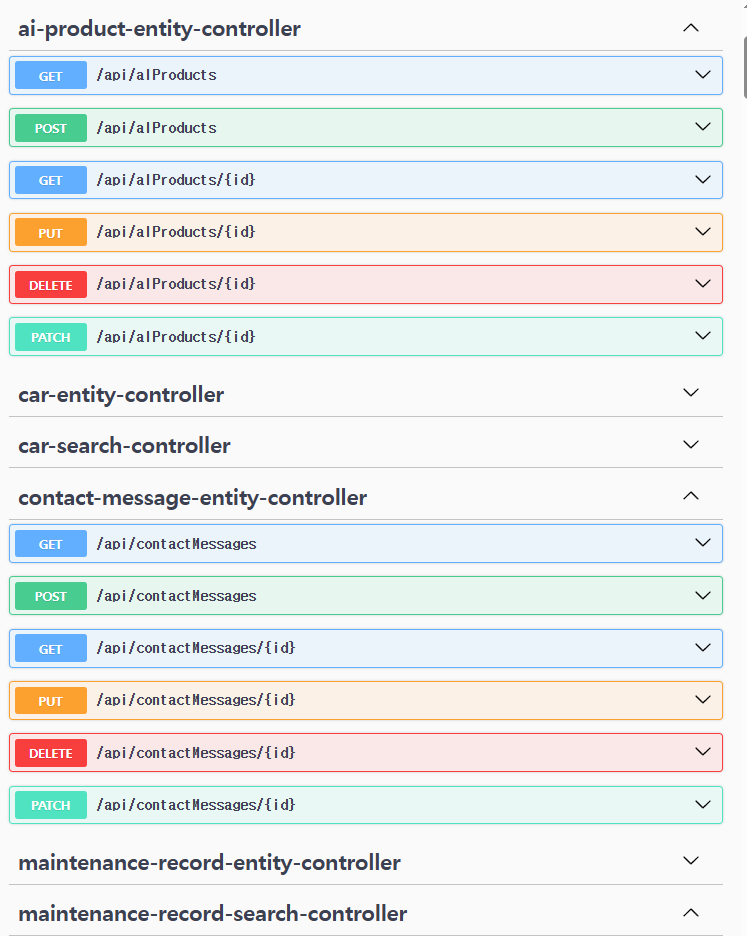 ai-product-entity-controller
GET /api/aIProducts
POST /api/aIProducts
GET /api/aIProducts/{id}
PUT /api/aIProducts/{id}
DELETE /api/aIProducts/{id}
PATCH /api/aIProducts/{id}
car-entity-controller
car-search-controller
contact-message-entity-controller
GET /api/contactMessages
POST /api/contactMessages
GET /api/contactMessages/{id}
PUT /api/contactMessages/{id}
DELETE /api/contactMessages/{id}
PATCH /api/contactMessages/{id}
maintenance-record-entity-controller
maintenance-record-search-controller